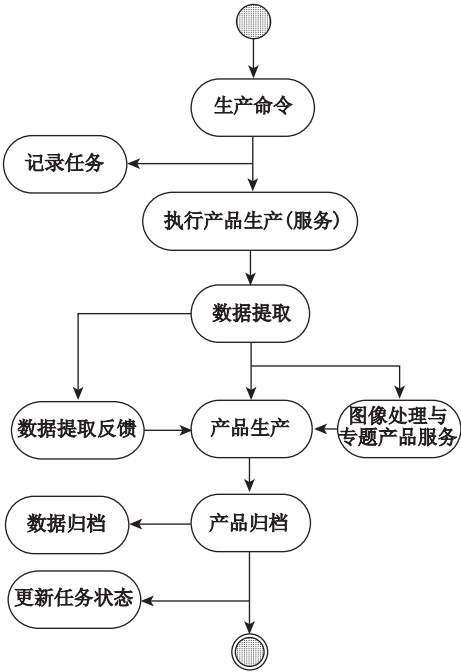 生产命令
记录任务
执行产品生产(服务)
数据提取
数据提取反馈
产品生产
图像处理与
专题产品服务
数据归档
产品归档
更新任务状态